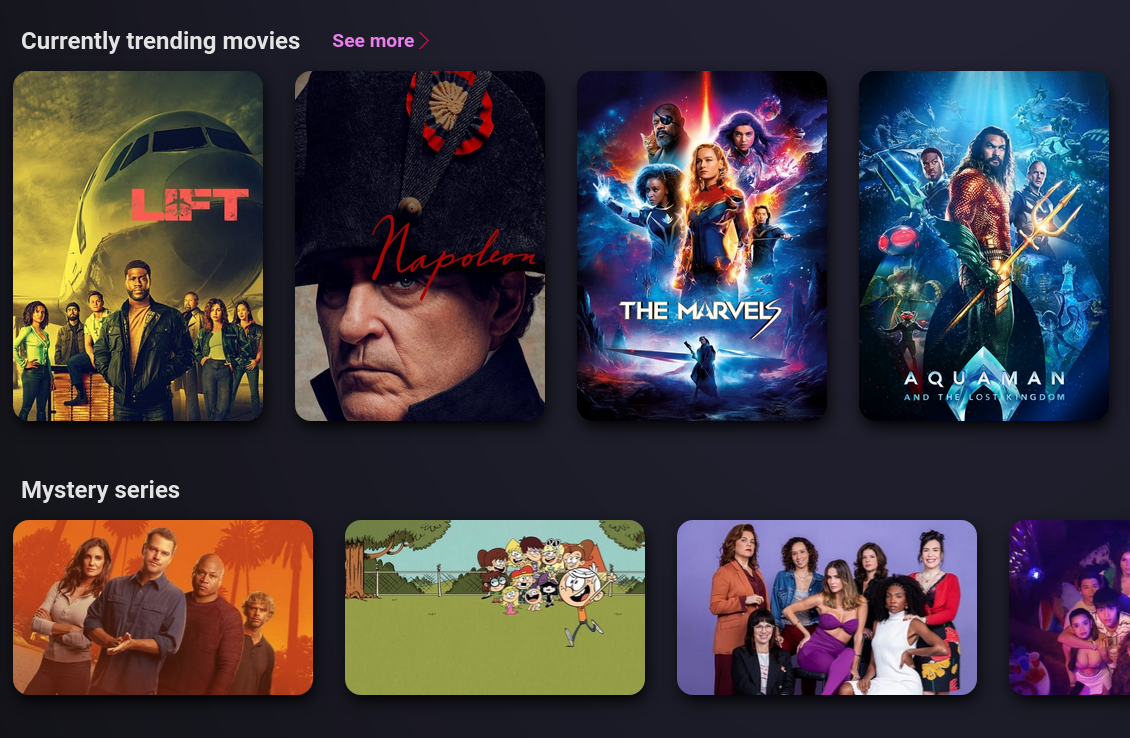 Currently trending movies
See more
LIFT
Napoleon
THE MARVELS
AQUAMAN
AND THE LOST KINGDOM
Mystery series